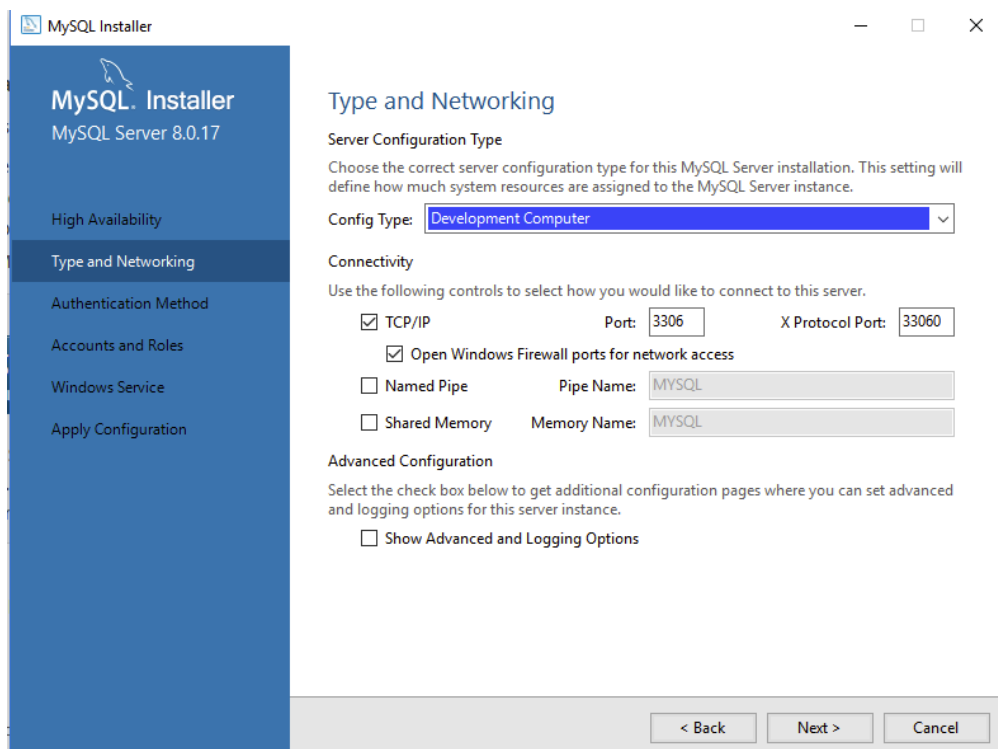 MySQL Installer
MySQL. Installer
MySQL Server 8.0.17
High Availability
Type and Networking
Authentication Method
Accounts and Roles
Windows Service
Apply Configuration
Type and Networking
Server Configuration Type
Choose the correct server configuration type for this MySQL Server installation. This setting will
define how much system resources are assigned to the MySQL Server instance.
Config Type: Development Computer
Connectivity
Use the following controls to select how you would like to connect to this server.
TCP/IP Port: 3306 X Protocol Port: 33060
Open Windows Firewall ports for network access
Named Pipe Pipe Name: MYSQL
Shared Memory Memory Name: MYSQL
Advanced Configuration
Select the check box below to get additional configuration pages where you can set advanced
and logging options for this server instance.
Show Advanced and Logging Options
< Back Next > Cancel